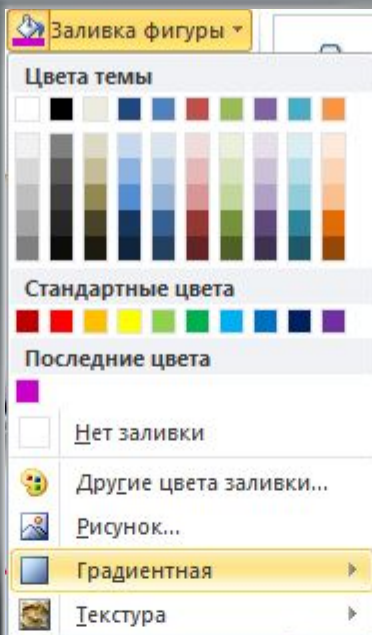 Заливка фигуры
Цвета темы
Стандартные цвета
Последние цвета
Нет заливки
Другие цвета заливки...
Рисунок...
Градиентная
Текстура